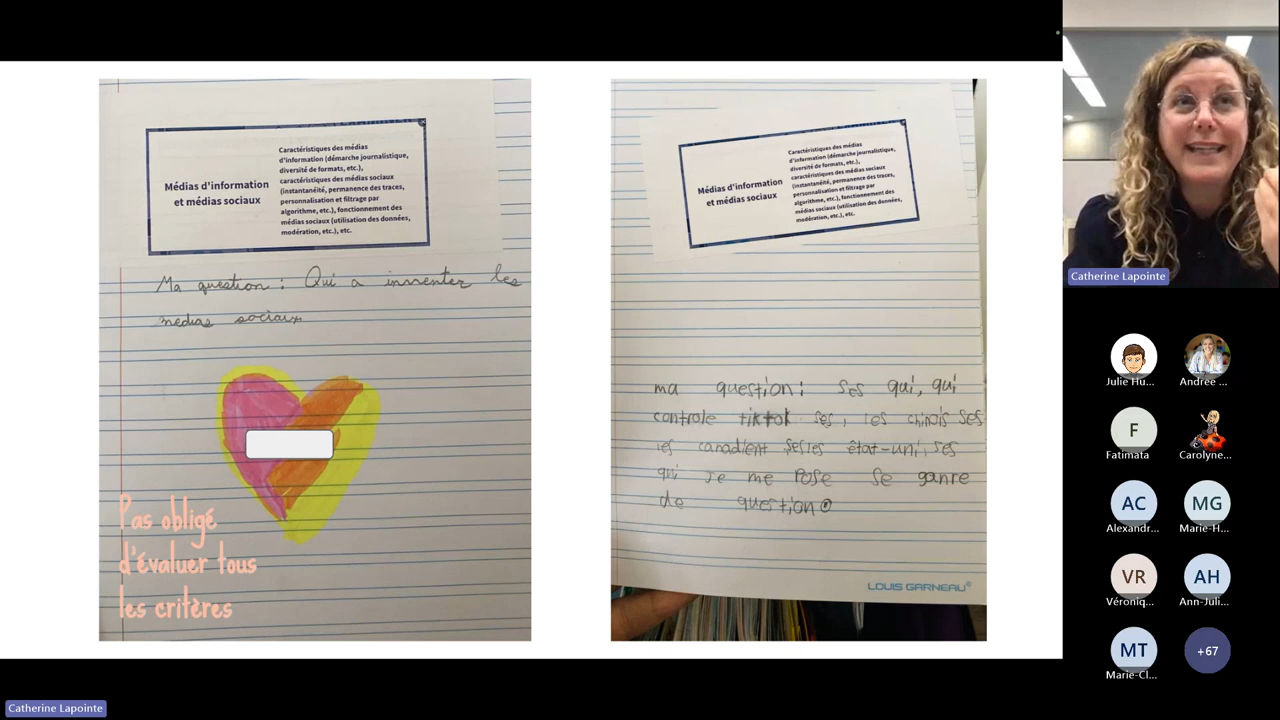 Médias d'information
et médias sociaux
Caractéristiques des médias
d'information (démarche journalistique,
diversité de formats, etc.),
caractéristiques des médias sociaux
(instantanéité, permanence des traces,
personnalisation et filtrage par
algorithme, etc.), fonctionnement des
médias sociaux (utilisation des données,
modération, etc.), etc.
Ma question : Qui a inventer les
medias sociaux
Pas obligé
d'évaluer tous
les critères
Médias d'information
et médias sociaux
Caractéristiques des médias
d'information (démarche journalistique,
diversité de formats, etc.),
caractéristiques des médias sociaux
(instantanéité, permanence des traces,
personnalisation et filtrage par
algorithme, etc.), fonctionnement des
médias sociaux (utilisation des données,
modération, etc.), etc.
ma question : ses qui, qui
controle tiktok ses, les chinois ses
les canadient ses les état-uni, ses
qui je me pose se ganre
de question
LOUIS GARNEAU®
Catherine Lapointe
Julie Hu...
Andrée ...
F
Fatimata
Carolyne...
AC
Alexandr...
MG
Marie-H...
VR
Véroniq...
AH
Ann-Juli...
MT
Marie-Cl...
+67
Catherine Lapointe